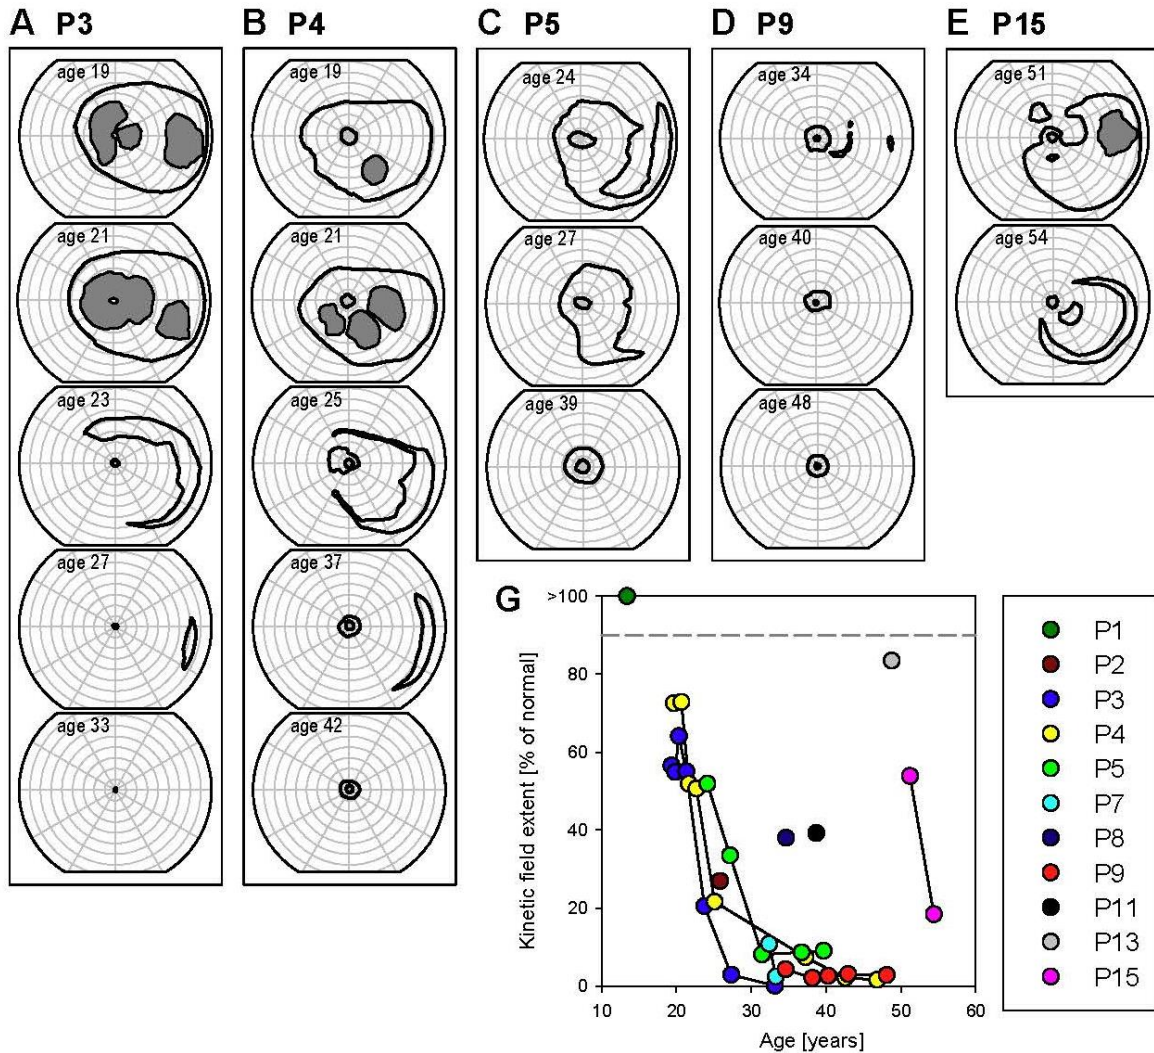 A P3
B P4
C P5
D P9
E P15
age 19
age 21
age 23
age 27
age 33
age 19
age 21
age 25
age 37
age 42
age 24
age 27
age 39
age 34
age 40
age 48
age 51
age 54
G
Kinetic field extent [% of normal]
>100
80
60
40
20
0
10 20 30 40 50 60
Age [years]
P1
P2
P3
P4
P5
P7
P8
P9
P11
P13
P15